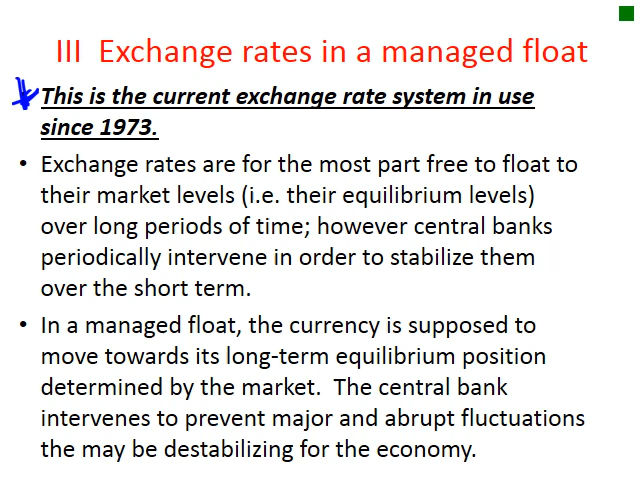 III Exchange rates in a managed float
This is the current exchange rate system in use
since 1973.
• Exchange rates are for the most part free to float to
their market levels (i.e. their equilibrium levels)
over long periods of time; however central banks
periodically intervene in order to stabilize them
over the short term.
• In a managed float, the currency is supposed to
move towards its long-term equilibrium position
determined by the market. The central bank
intervenes to prevent major and abrupt fluctuations
the may be destabilizing for the economy.